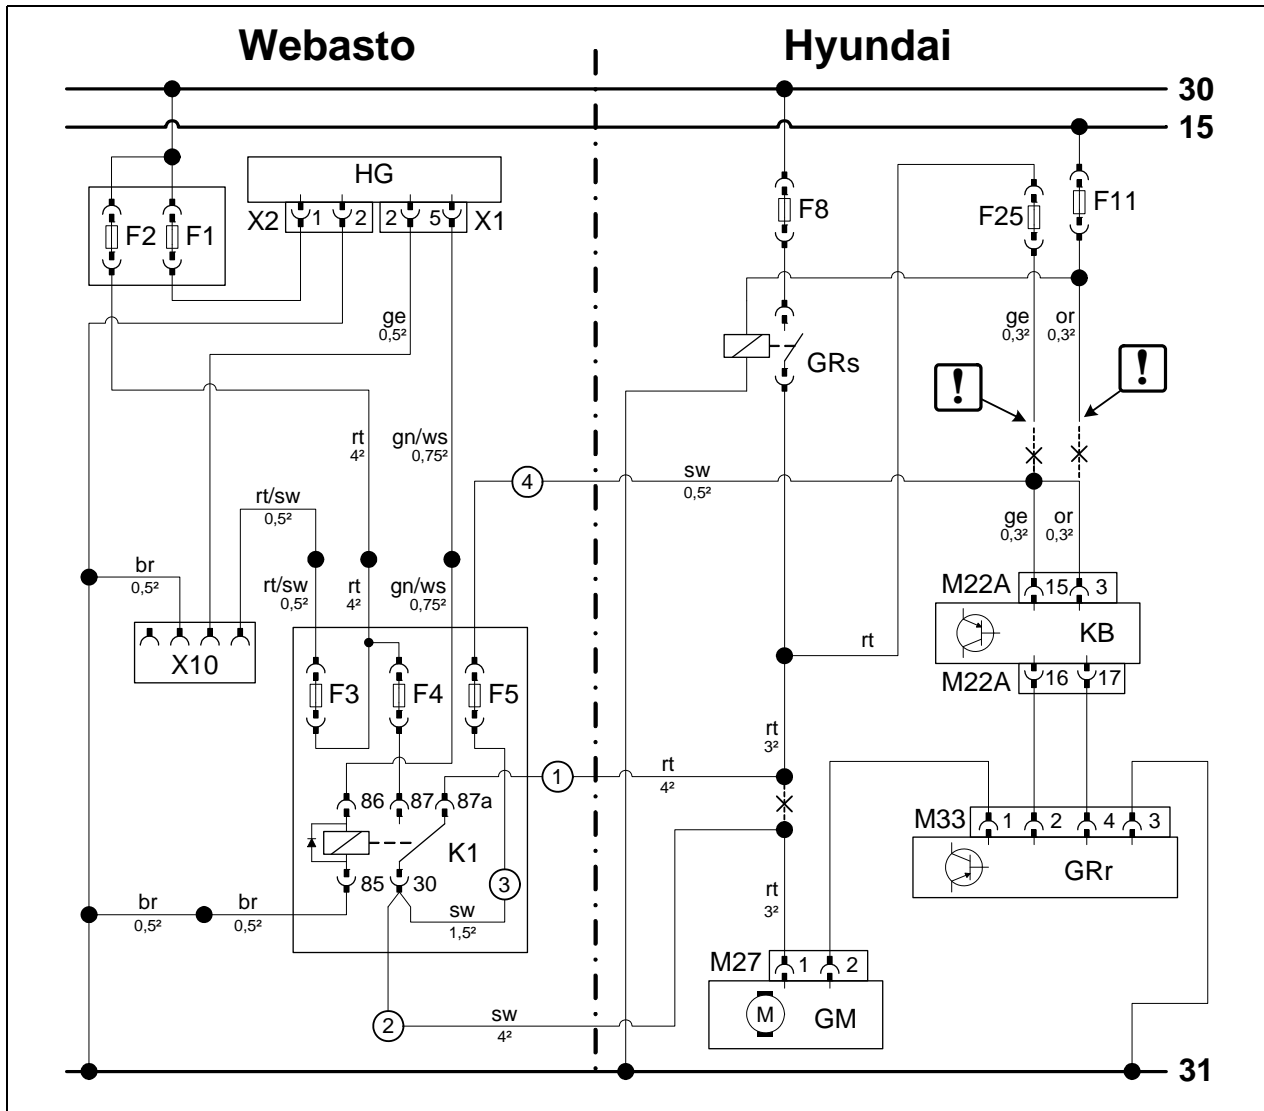 Webasto
Hyundai
30
15
HG
X2 1 2 2 5 X1
F2 F1
F8
F25
F11
ge
0,5²
ge
0,3²
or
0,3²
GRs
!
!
rt
4²
gn/ws
0,75²
4
sw
0,5²
rt/sw
0,5²
ge
0,3²
or
0,3²
br
0,5²
rt/sw
0,5²
rt
4²
gn/ws
0,75²
M22A 15 3
KB
X10
rt
M22A 16 17
F3 F4 F5
rt
3²
1
rt
4²
86 87 87a
M33 1 2 4 3
K1
GRr
85 30
3
br
0,5²
br
0,5²
sw
1,5²
rt
3²
M27 1 2
M
GM
2
sw
4²
31